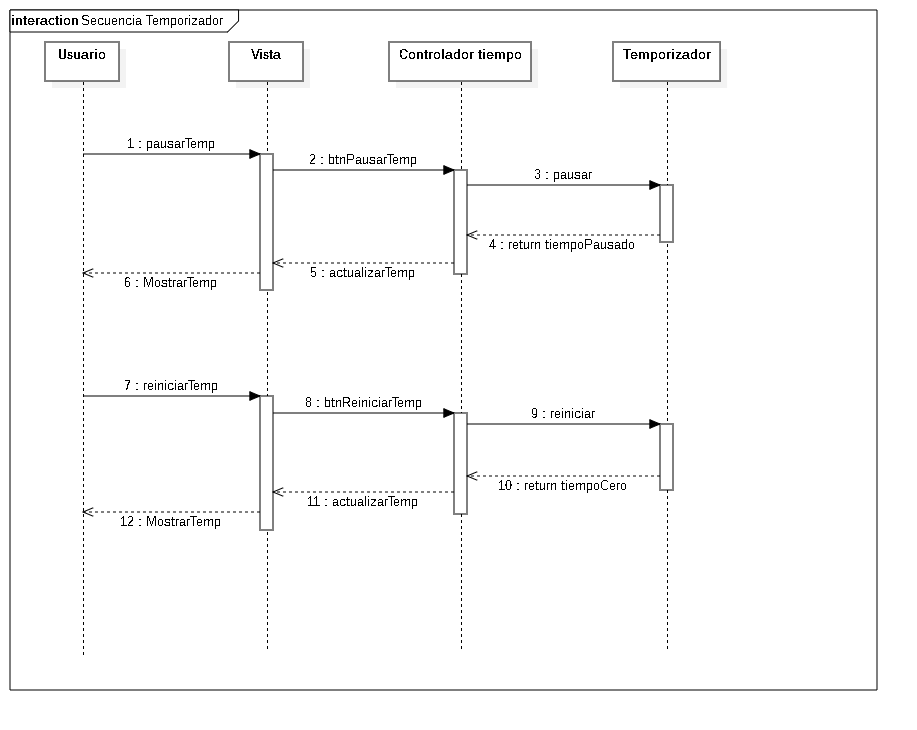 interaction Secuencia Temporizador
Usuario
Vista
Controlador tiempo
Temporizador
1 : pausarTemp
2 : btnPausarTemp
3 : pausar
4 : return tiempoPausado
5 : actualizarTemp
6 : MostrarTemp
7 : reiniciarTemp
8 : btnReiniciarTemp
9 : reiniciar
10 : return tiempoCero
11 : actualizarTemp
12 : MostrarTemp